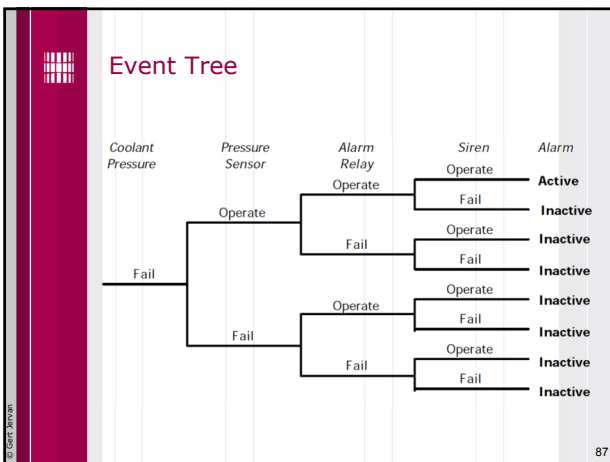 Event Tree
Coolant Pressure Alarm Siren Alarm
Pressure Sensor Relay
Operate
Operate Active
Fail
Operate Inactive
Operate
Fail Inactive
Fail
Fail Inactive
Operate
Operate Inactive
Fail
Fail Inactive
Operate
Fail Inactive
Fail
Inactive
© Gert Jervan
87